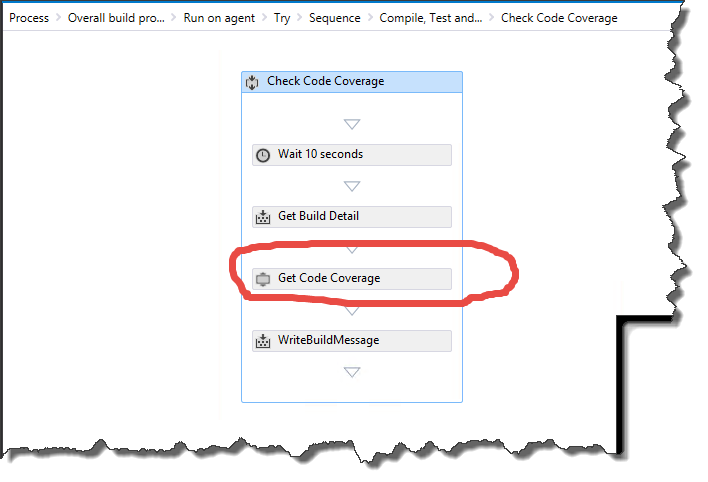 Process > Overall build pro... > Run on agent > Try > Sequence > Compile, Test and... > Check Code Coverage
Check Code Coverage
Wait 10 seconds
Get Build Detail
Get Code Coverage
WriteBuildMessage